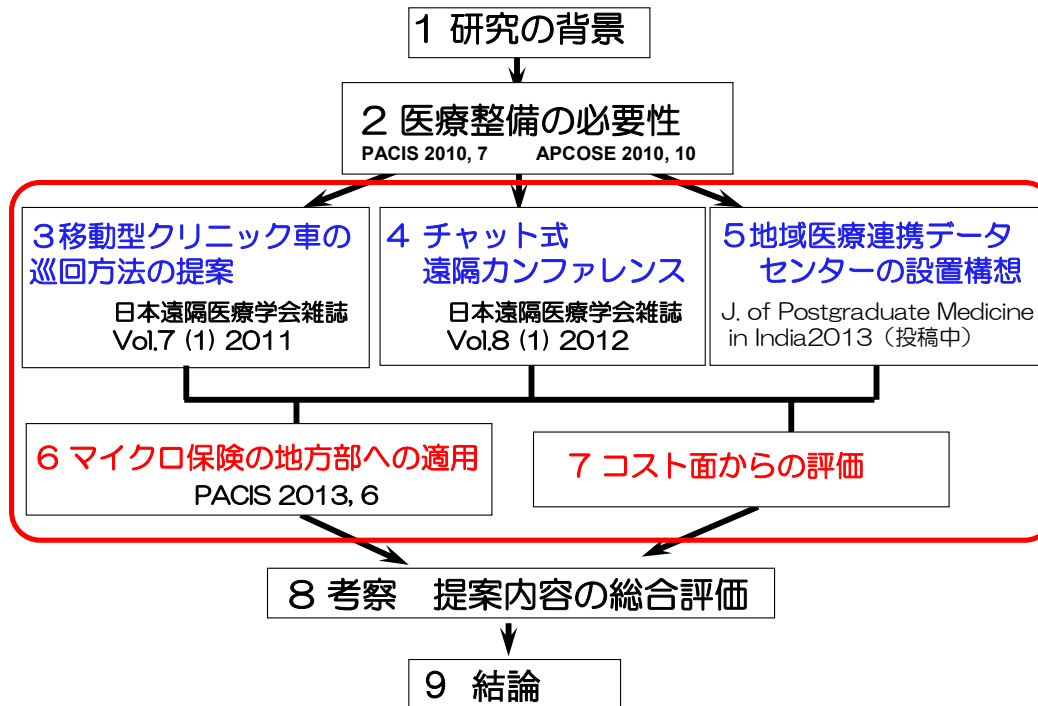 1 研究の背景
2 医療整備の必要性
PACIS 2010, 7 APCOSE 2010, 10
3移動型クリニック車の
巡回方法の提案
日本遠隔医療学会雑誌
Vol.7 (1) 2011
4 チャット式
遠隔カンファレンス
日本遠隔医療学会雑誌
Vol.8 (1) 2012
5地域医療連携データ
センターの設置構想
J. of Postgraduate Medicine
in India2013（投稿中）
6 マイクロ保険の地方部への適用
PACIS 2013, 6
7 コスト面からの評価
8 考察　提案内容の総合評価
9 結論